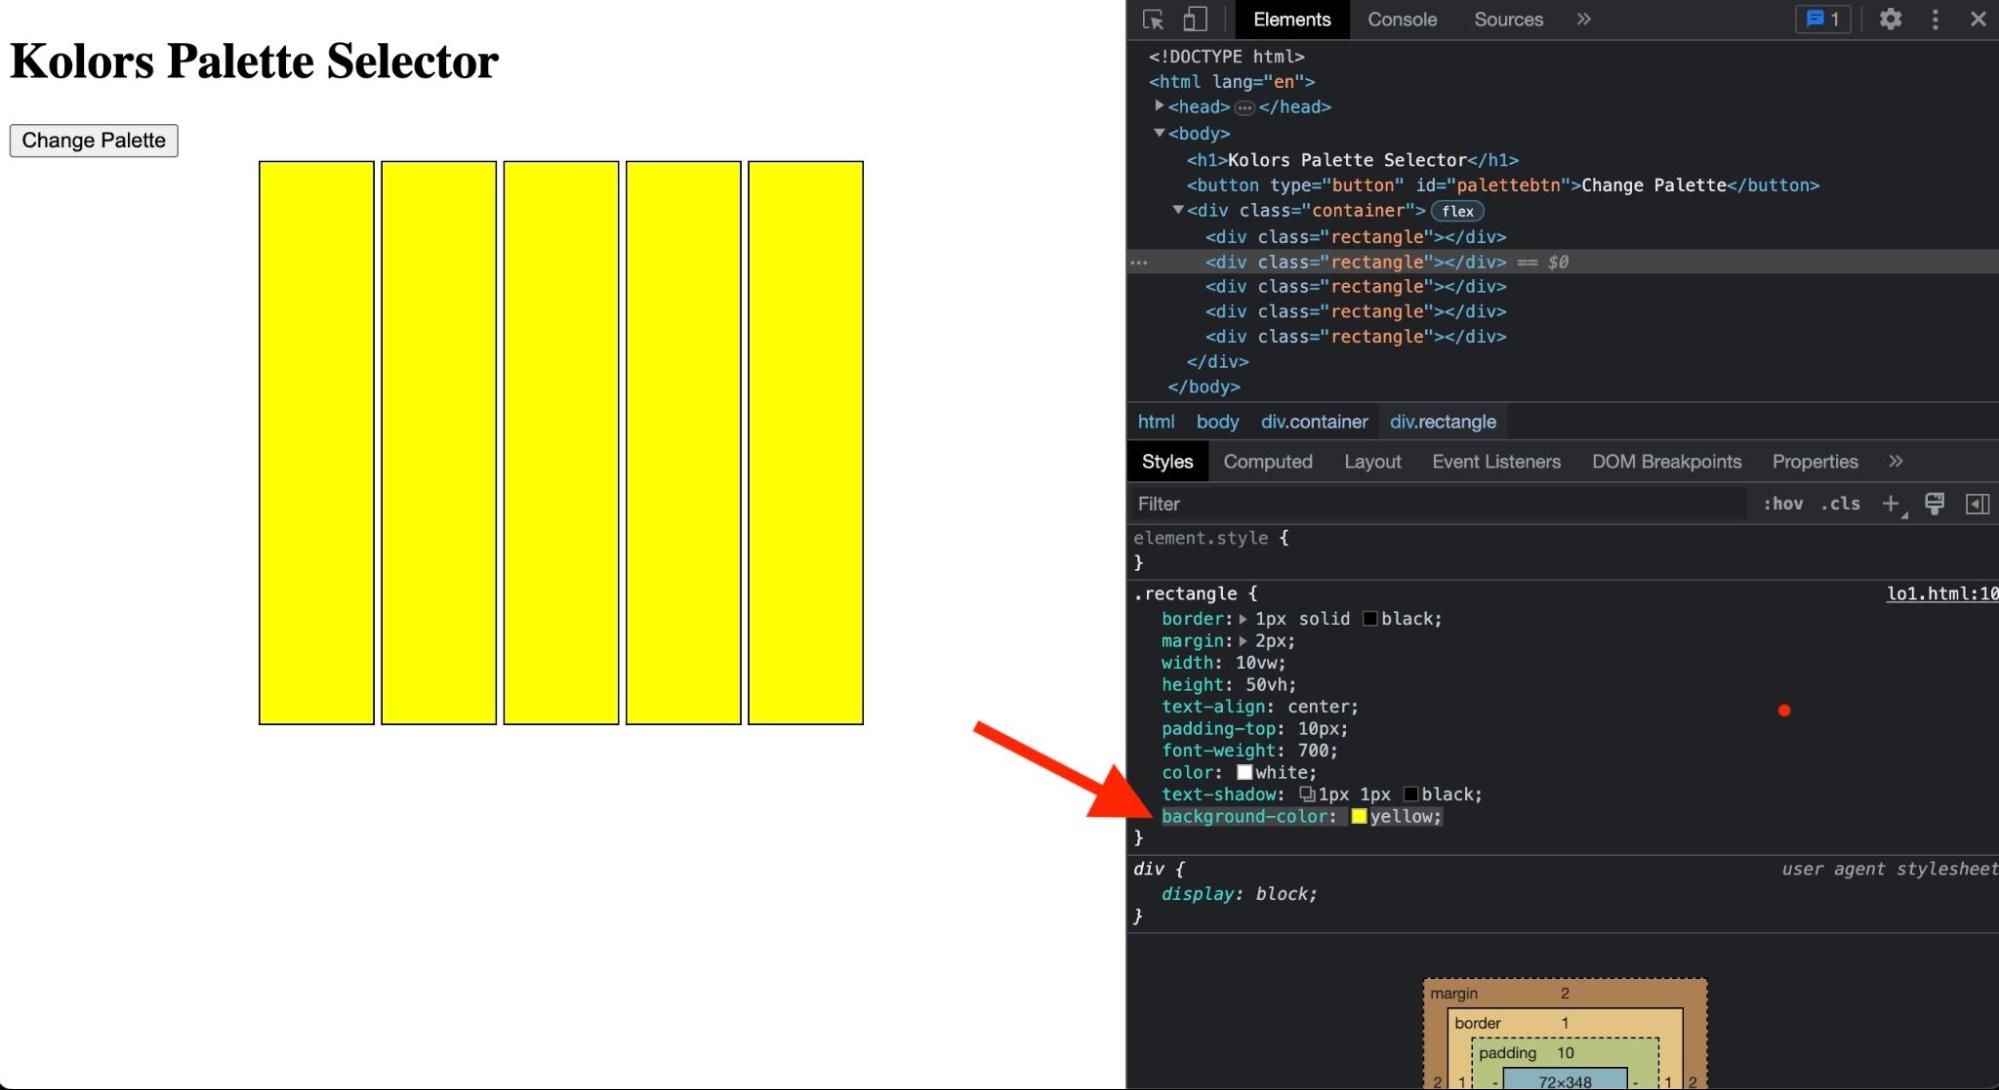 Kolors Palette Selector
Change Palette
Elements Console Sources » 1
<!DOCTYPE html>
<html lang="en">
<head> ••• </head>
<body>
<h1>Kolors Palette Selector</h1>
<button type="button" id="palettebtn">Change Palette</button>
<div class="container"> flex
<div class="rectangle"></div>
<div class="rectangle"></div> == $0
<div class="rectangle"></div>
<div class="rectangle"></div>
<div class="rectangle"></div>
</div>
</body>
html body div.container div.rectangle
Styles Computed Layout Event Listeners DOM Breakpoints Properties »
Filter :hov .cls +
element.style {
}
.rectangle { lo1.html:10
border: 1px solid black;
margin: 2px;
width: 10vw;
height: 50vh;
text-align: center;
padding-top: 10px;
font-weight: 700;
color: white;
text-shadow: 1px 1px black;
background-color: yellow;
}
div { user agent stylesheet
display: block;
}
margin 2
border 1
padding 10
2 1 - 72×348 - 1 2